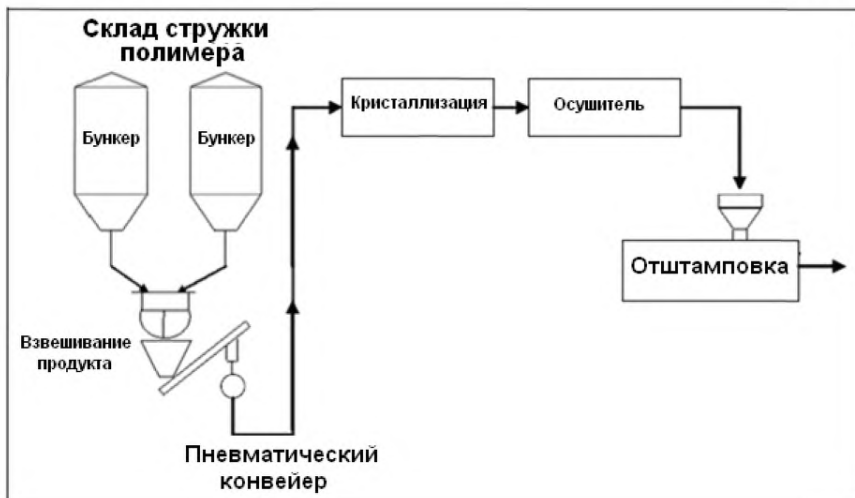 Склад стружки
полимера
Бункер
Бункер
Кристаллизация
Осушитель
Отштамповка
Взвешивание
продукта
Пневматический
конвейер